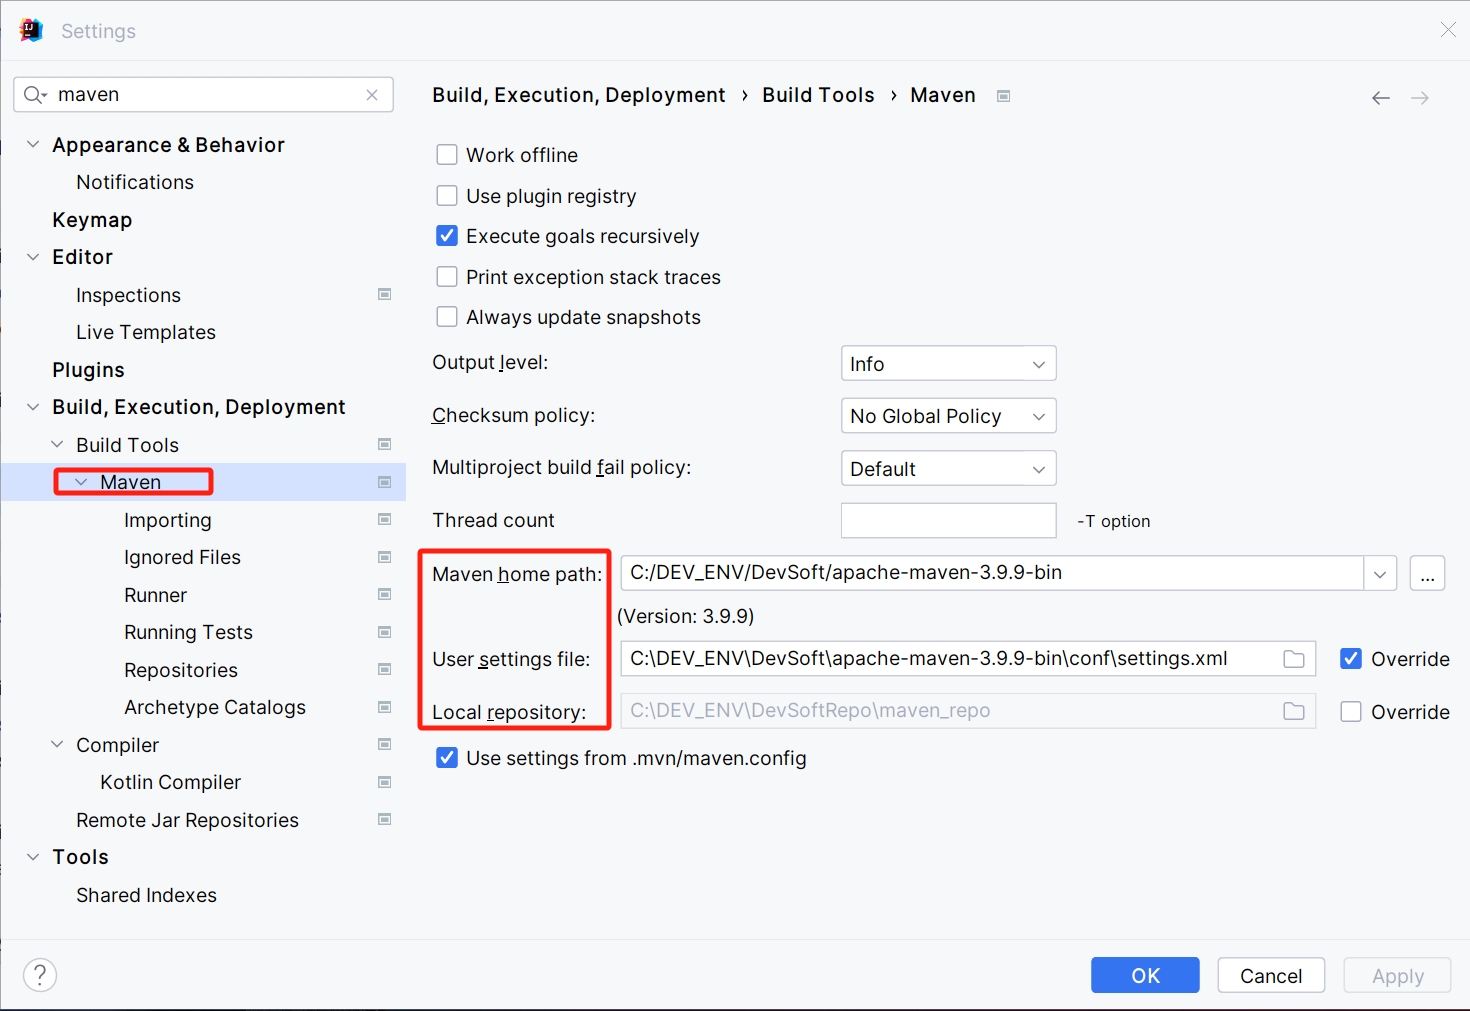 Settings
maven
Appearance & Behavior
Notifications
Keymap
Editor
Inspections
Live Templates
Plugins
Build, Execution, Deployment
Build Tools
Maven
Importing
Ignored Files
Runner
Running Tests
Repositories
Archetype Catalogs
Compiler
Kotlin Compiler
Remote Jar Repositories
Tools
Shared Indexes
Build, Execution, Deployment › Build Tools › Maven
Work offline
Use plugin registry
Execute goals recursively
Print exception stack traces
Always update snapshots
Output level: Info
Checksum policy: No Global Policy
Multiproject build fail policy: Default
Thread count -T option
Maven home path: C:/DEV_ENV/DevSoft/apache-maven-3.9.9-bin ...
(Version: 3.9.9)
User settings file: C:\DEV_ENV\DevSoft\apache-maven-3.9.9-bin\conf\settings.xml Override
Local repository: C:\DEV_ENV\DevSoftRepo\maven_repo Override
Use settings from .mvn/maven.config
? OK Cancel Apply